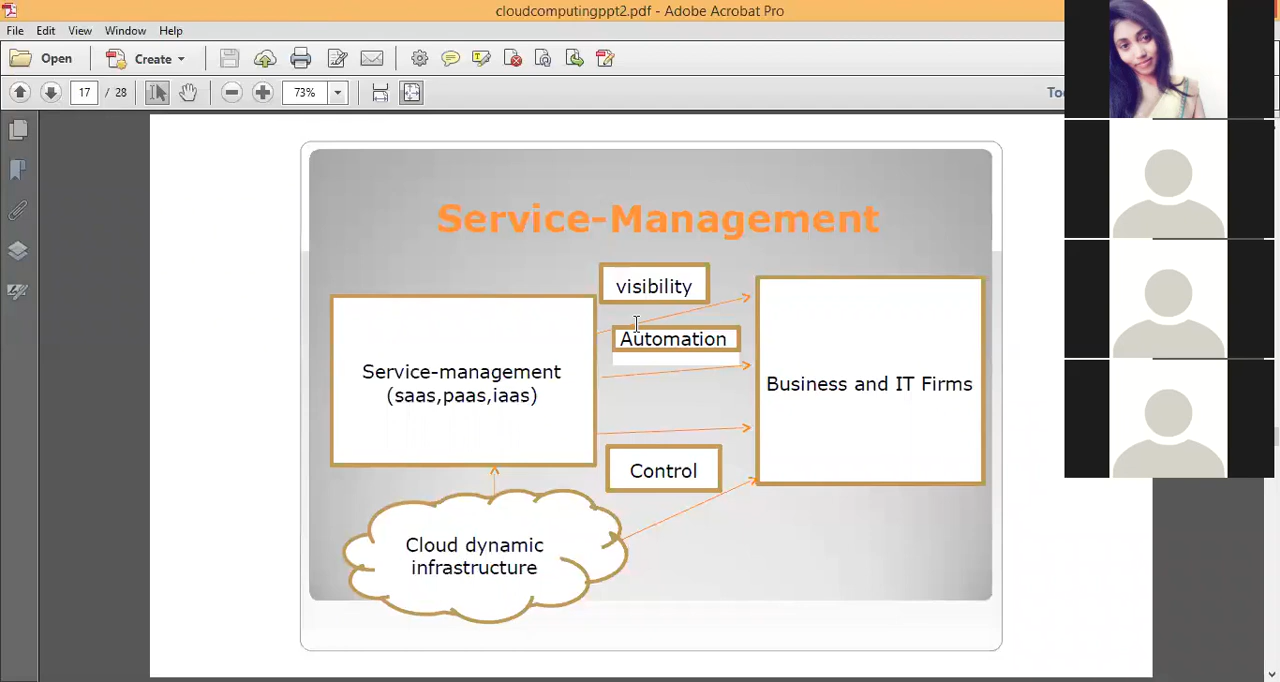 cloudcomputingppt2.pdf - Adobe Acrobat Pro
File Edit View Window Help
Open Create
17 / 28 73%
Service-Management
visibility
Automation
Service-management
(saas,paas,iaas)
Business and IT Firms
Control
Cloud dynamic
infrastructure